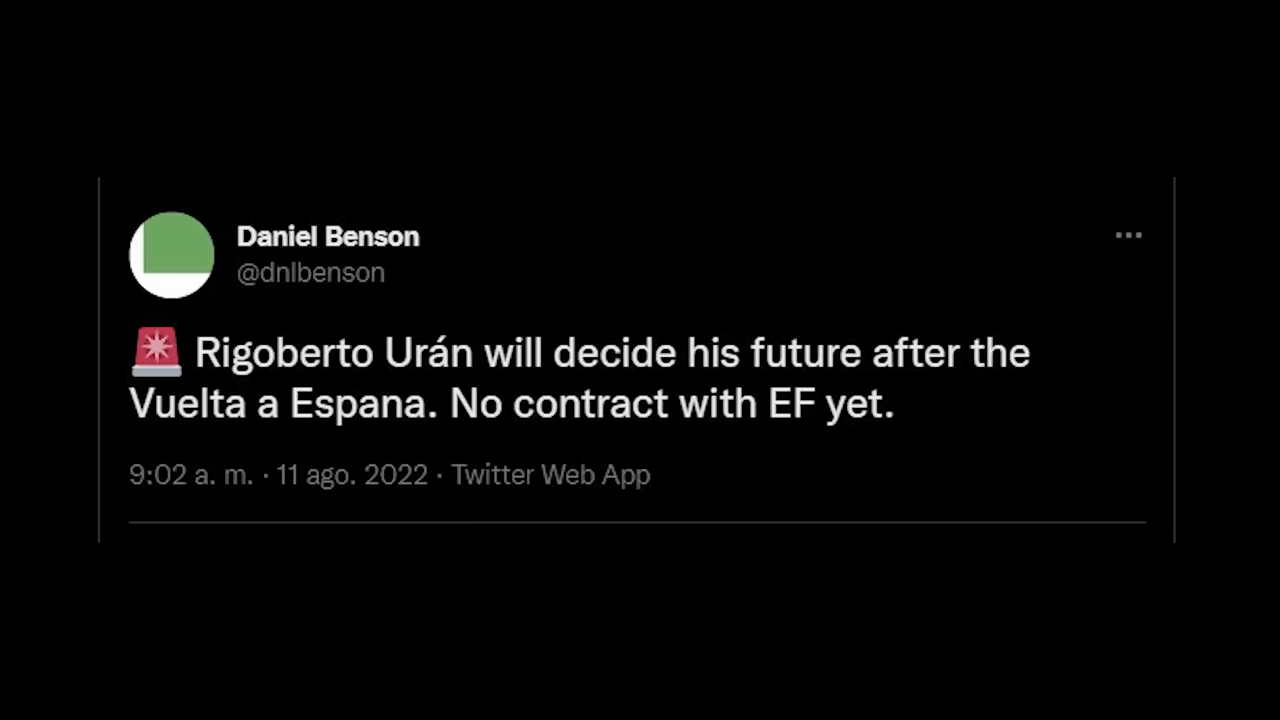 Daniel Benson
@dnlbenson
🚨 Rigoberto Urán will decide his future after the
Vuelta a Espana. No contract with EF yet.
9:02 a. m. · 11 ago. 2022 · Twitter Web App